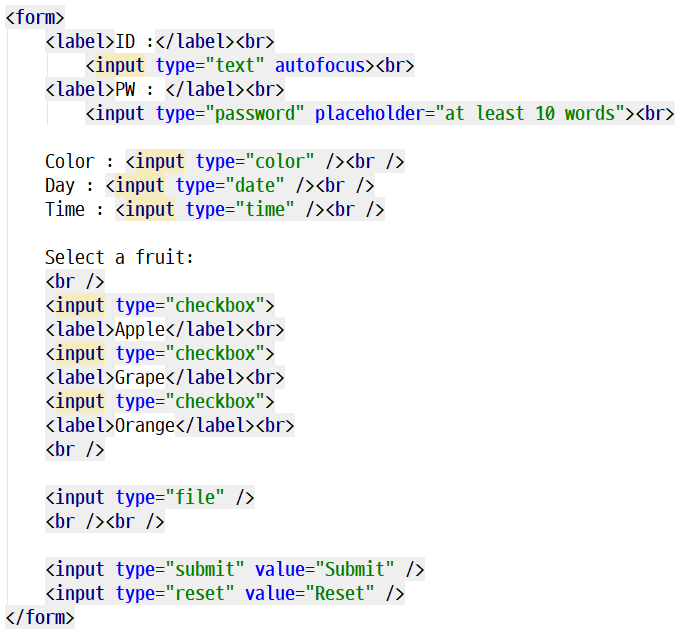 <form>
<label>ID :</label><br>
<input type="text" autofocus><br>
<label>PW : </label><br>
<input type="password" placeholder="at least 10 words"><br>
Color : <input type="color" /><br />
Day : <input type="date" /><br />
Time : <input type="time" /><br />
Select a fruit:
<br />
<input type="checkbox">
<label>Apple</label><br>
<input type="checkbox">
<label>Grape</label><br>
<input type="checkbox">
<label>Orange</label><br>
<br />
<input type="file" />
<br /><br />
<input type="submit" value="Submit" />
<input type="reset" value="Reset" />
</form>